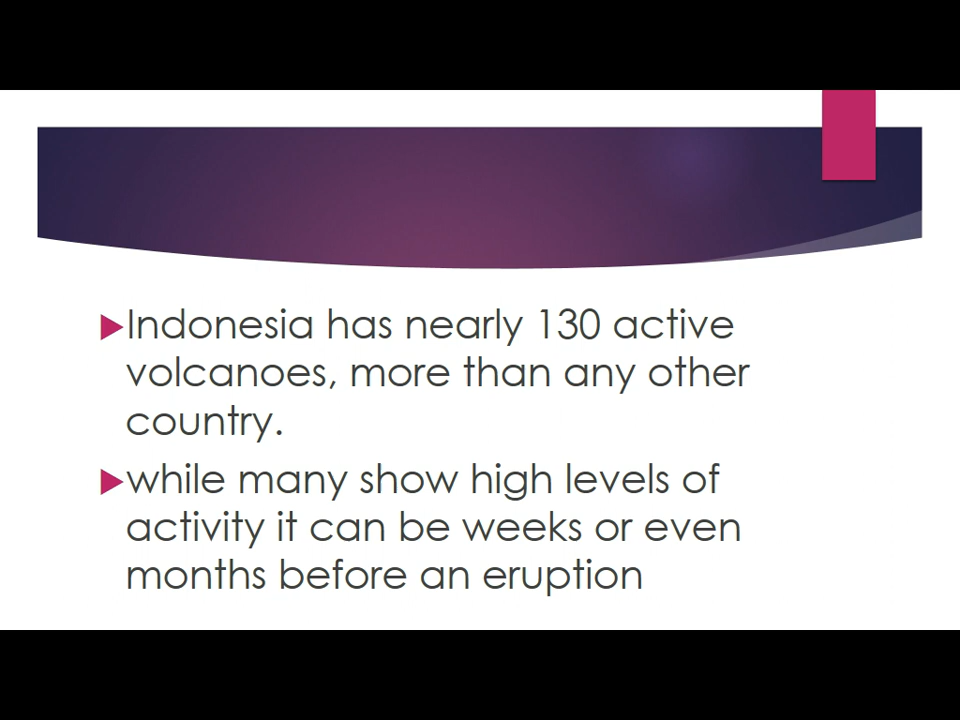 Indonesia has nearly 130 active
volcanoes, more than any other
country.
while many show high levels of
activity it can be weeks or even
months before an eruption